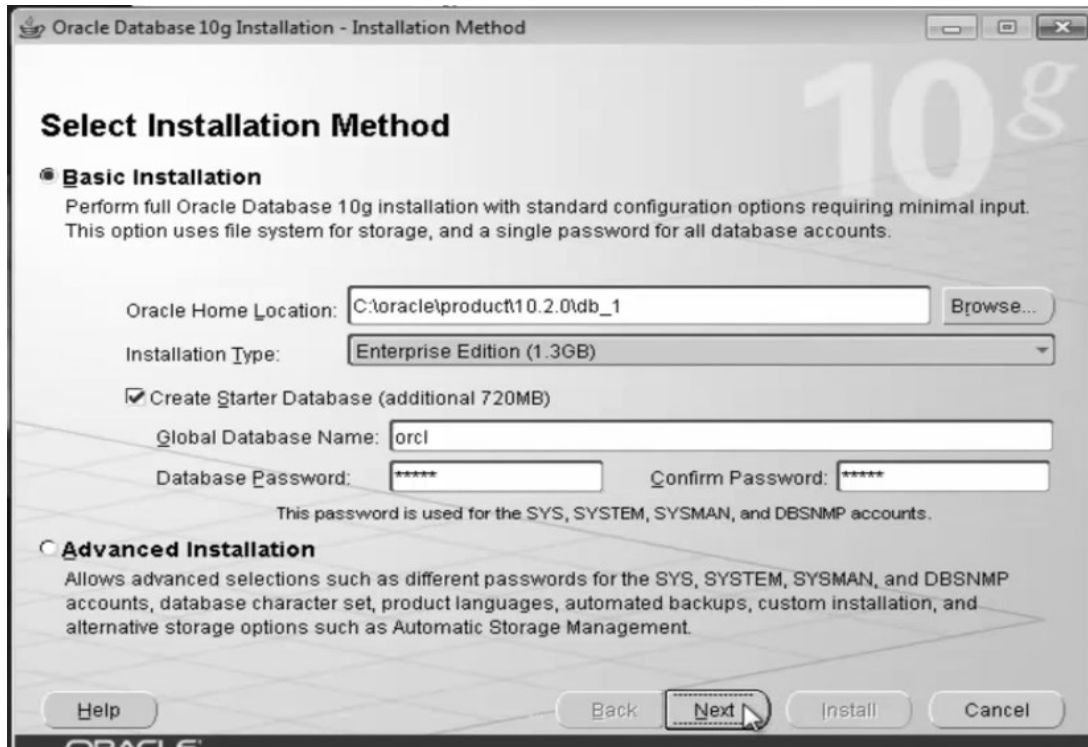 Oracle Database 10g Installation - Installation Method
10g
Select Installation Method
Basic Installation
Perform full Oracle Database 10g installation with standard configuration options requiring minimal input.
This option uses file system for storage, and a single password for all database accounts.
Oracle Home Location: C:\oracle\product\10.2.0\db_1 Browse...
Installation Type: Enterprise Edition (1.3GB)
Create Starter Database (additional 720MB)
Global Database Name: orcl
Database Password: ***** Confirm Password: *****
This password is used for the SYS, SYSTEM, SYSMAN, and DBSNMP accounts.
Advanced Installation
Allows advanced selections such as different passwords for the SYS, SYSTEM, SYSMAN, and DBSNMP
accounts, database character set, product languages, automated backups, custom installation, and
alternative storage options such as Automatic Storage Management.
Help Back Next Install Cancel
ORACLE